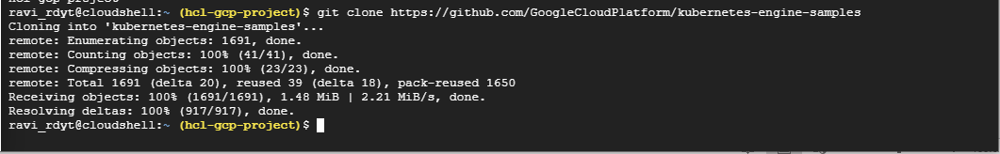 ravi_rdyt@cloudshell:~ (hcl-gcp-project)$ git clone https://github.com/GoogleCloudPlatform/kubernetes-engine-samples
Cloning into 'kubernetes-engine-samples'...
remote: Enumerating objects: 1691, done.
remote: Counting objects: 100% (41/41), done.
remote: Compressing objects: 100% (23/23), done.
remote: Total 1691 (delta 20), reused 39 (delta 18), pack-reused 1650
Receiving objects: 100% (1691/1691), 1.48 MiB | 2.21 MiB/s, done.
Resolving deltas: 100% (917/917), done.
ravi_rdyt@cloudshell:~ (hcl-gcp-project)$